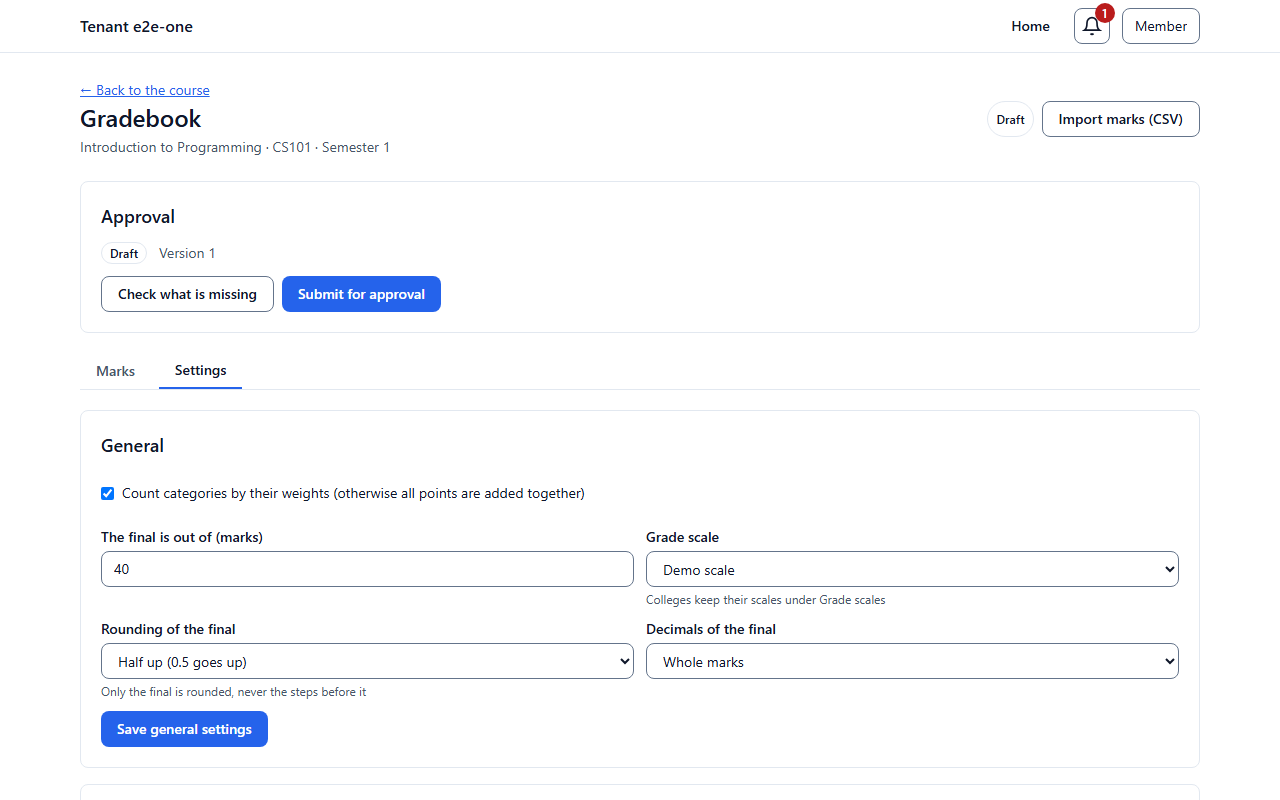 Tenant e2e-one
Home
1
Member
← Back to the course
Gradebook
Draft
Import marks (CSV)
Introduction to Programming · CS101 · Semester 1
Approval
Draft
Version 1
Check what is missing
Submit for approval
Marks
Settings
General
Count categories by their weights (otherwise all points are added together)
The final is out of (marks)
Grade scale
40
Demo scale
Colleges keep their scales under Grade scales
Rounding of the final
Decimals of the final
Half up (0.5 goes up)
Whole marks
Only the final is rounded, never the steps before it
Save general settings